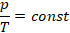 p/T = const